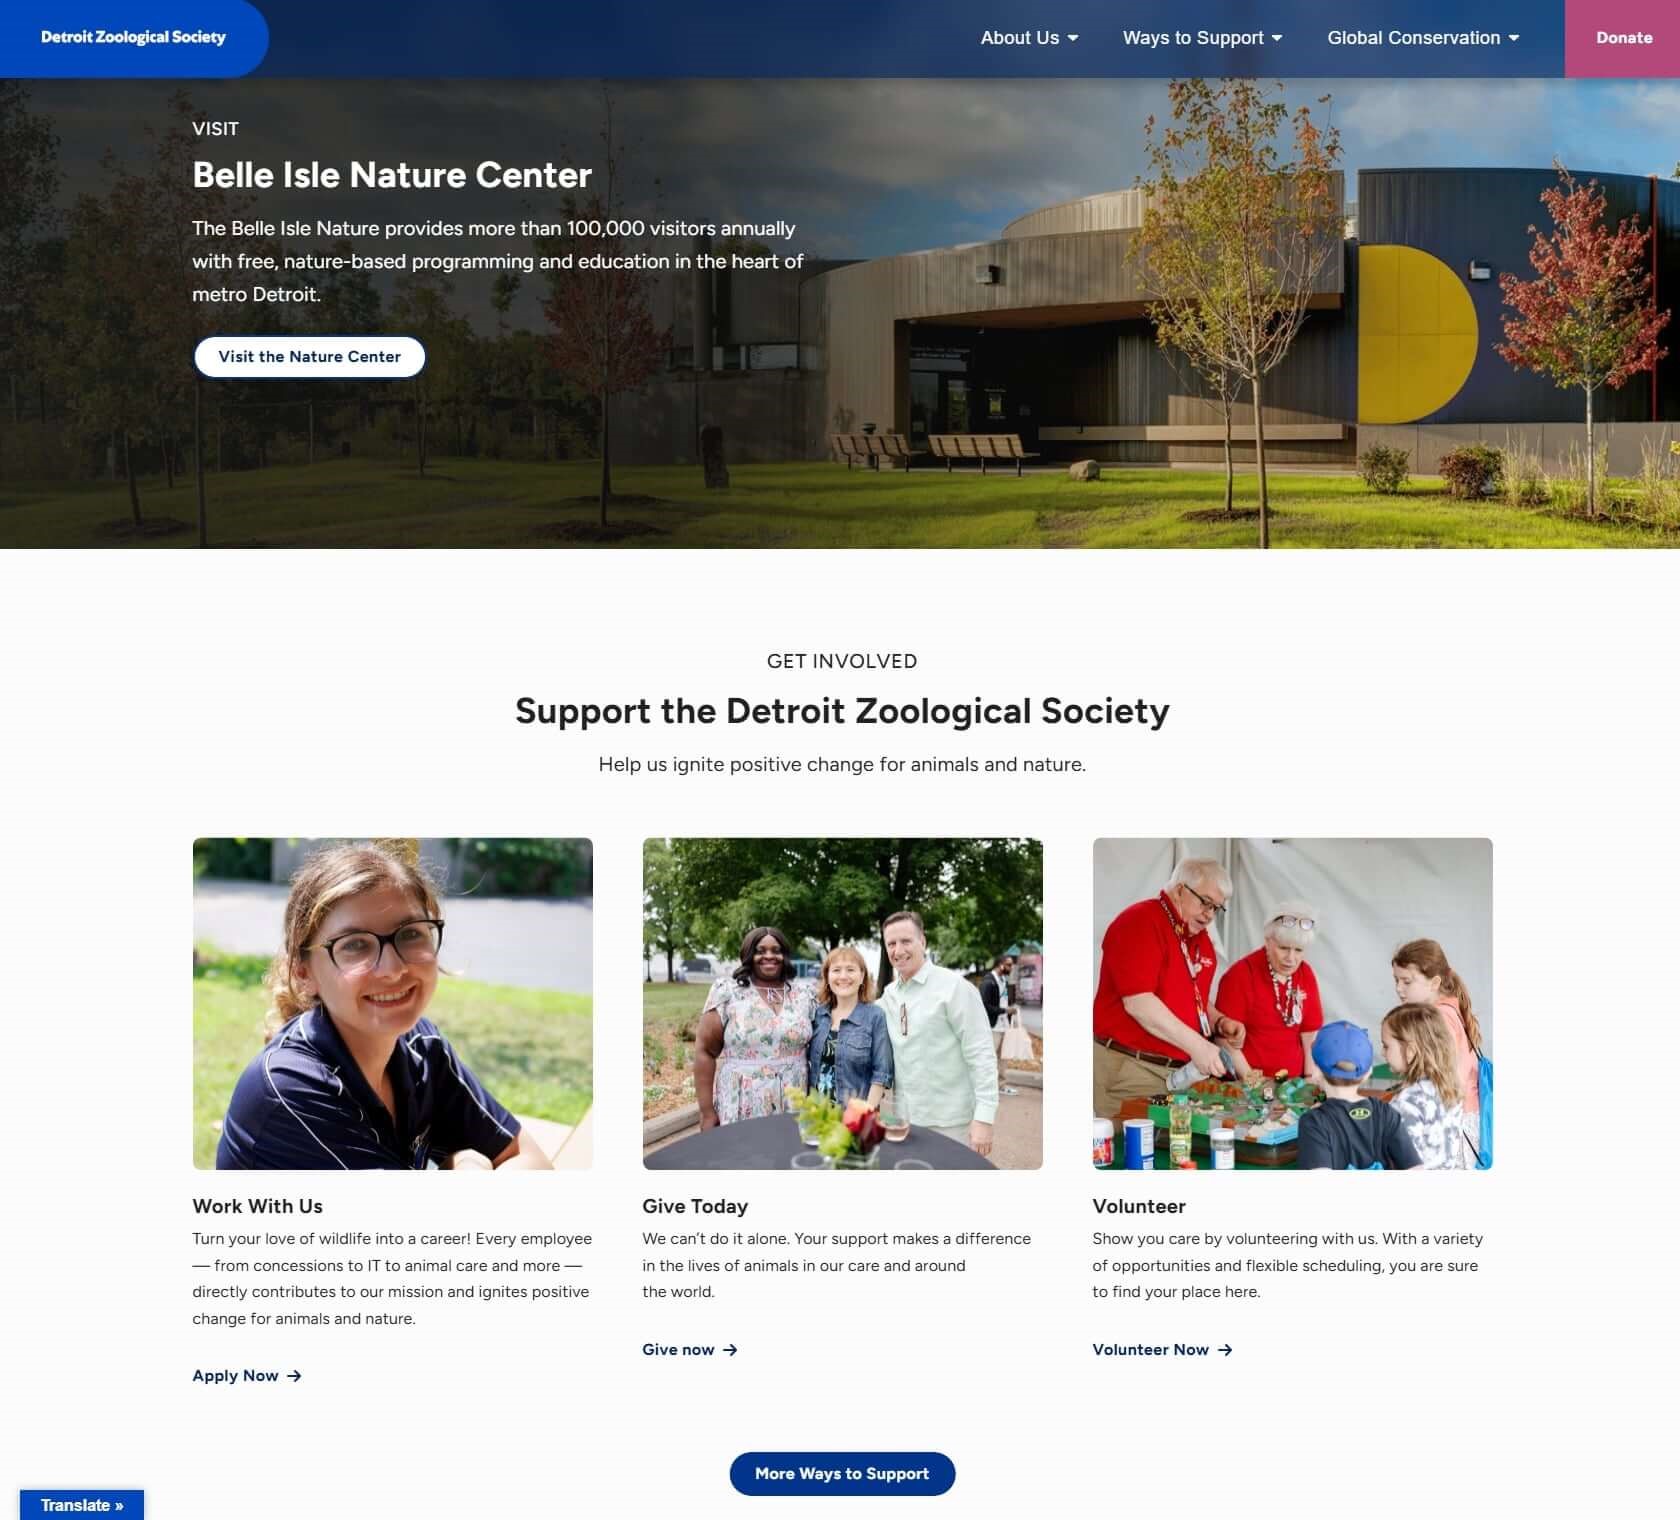 Detroit Zoological Society
About Us
Ways to Support
Global Conservation
Donate
VISIT
Belle Isle Nature Center
The Belle Isle Nature provides more than 100,000 visitors annually
with free, nature-based programming and education in the heart of
metro Detroit.
Visit the Nature Center
GET INVOLVED
Support the Detroit Zoological Society
Help us ignite positive change for animals and nature.
Work With Us
Turn your love of wildlife into a career! Every employee
— from concessions to IT to animal care and more —
directly contributes to our mission and ignites positive
change for animals and nature.
Apply Now →
Give Today
We can’t do it alone. Your support makes a difference
in the lives of animals in our care and around
the world.
Give now →
Volunteer
Show you care by volunteering with us. With a variety
of opportunities and flexible scheduling, you are sure
to find your place here.
Volunteer Now →
More Ways to Support
Translate »